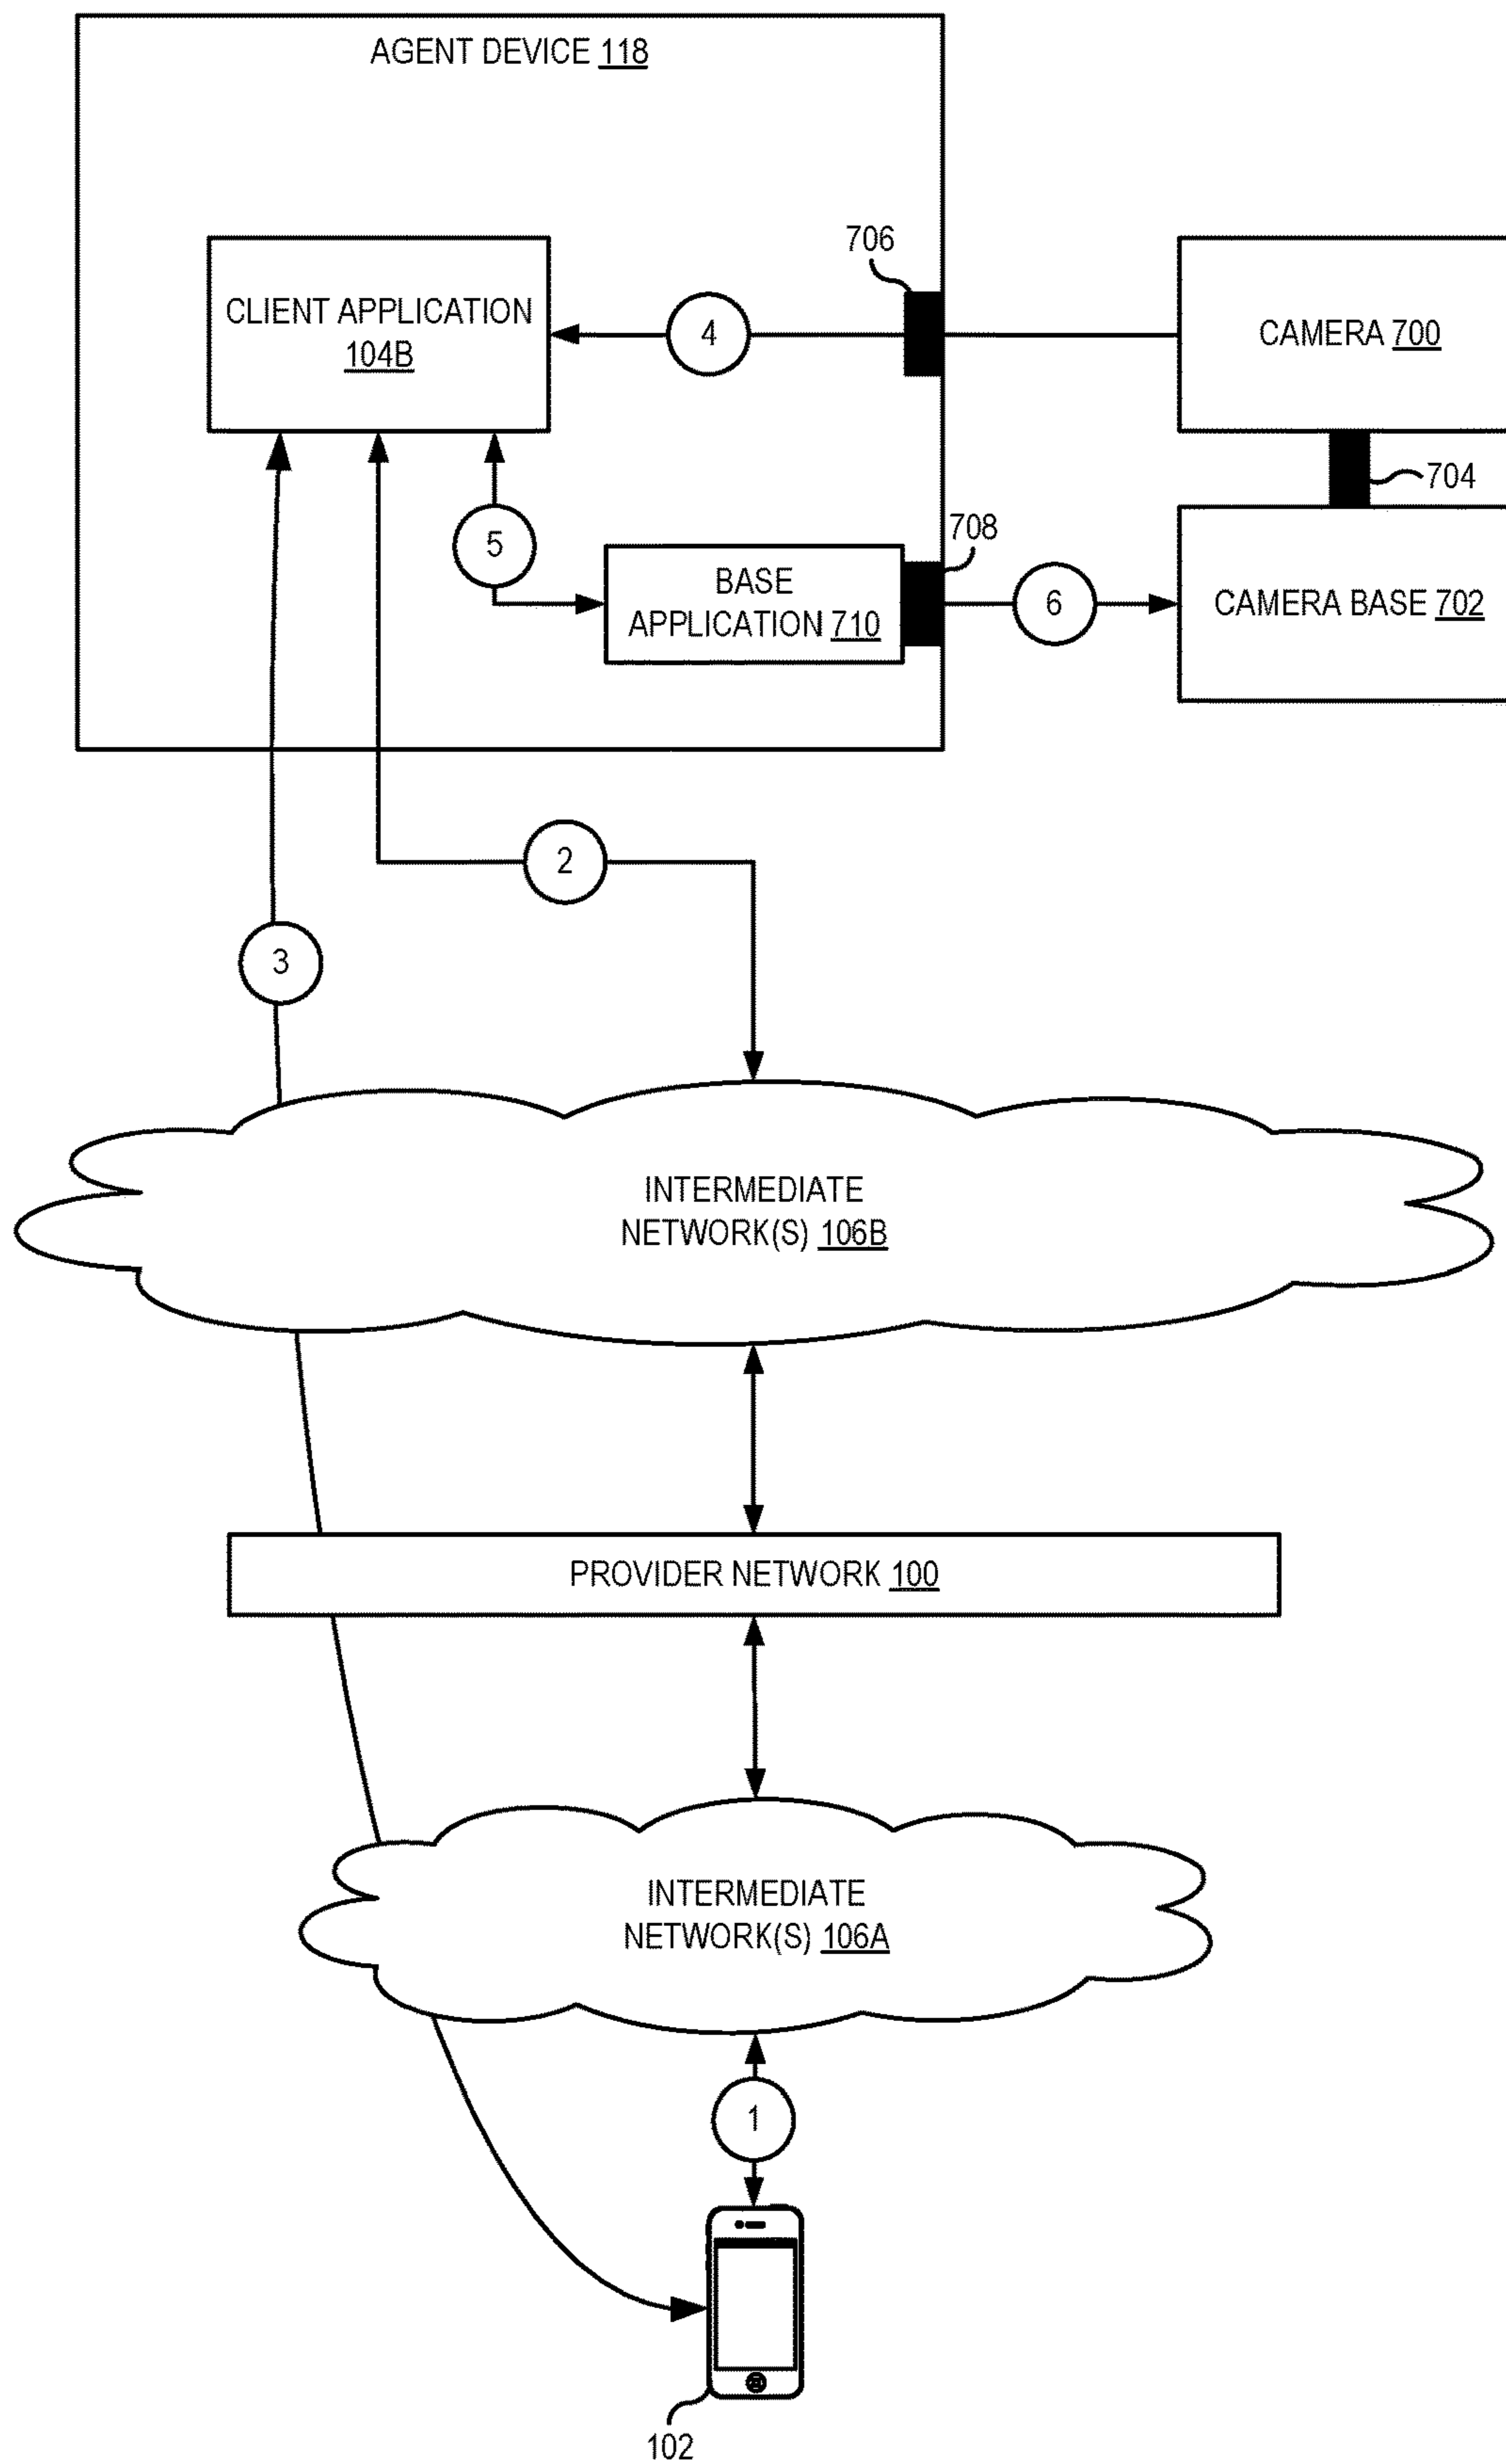 AGENT DEVICE 118
706
CLIENT APPLICATION
104B
4
CAMERA 700
704
708
5
BASE
APPLICATION 710
6
CAMERA BASE 702
2
3
INTERMEDIATE
NETWORK(S) 106B
PROVIDER NETWORK 100
INTERMEDIATE
NETWORK(S) 106A
1
102